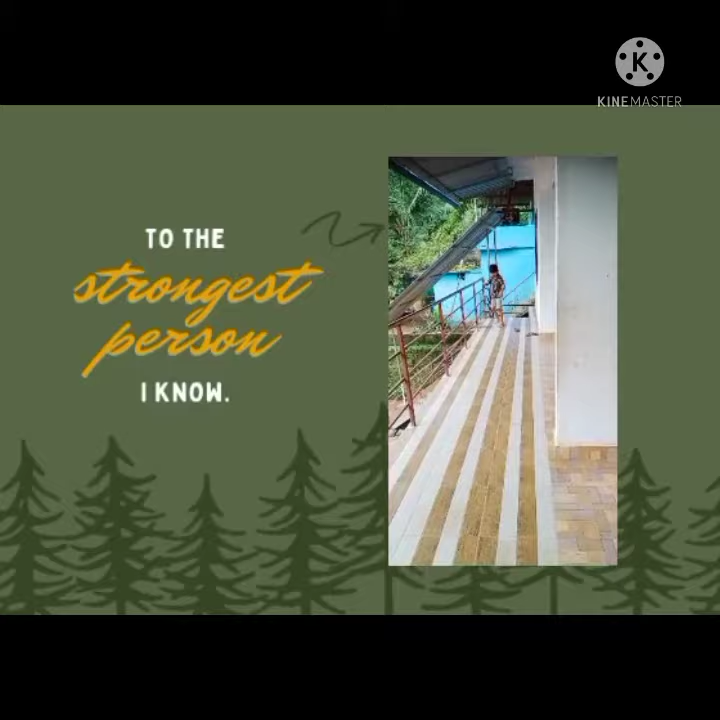 K
KINEMASTER
TO THE
strongest
person
I KNOW.